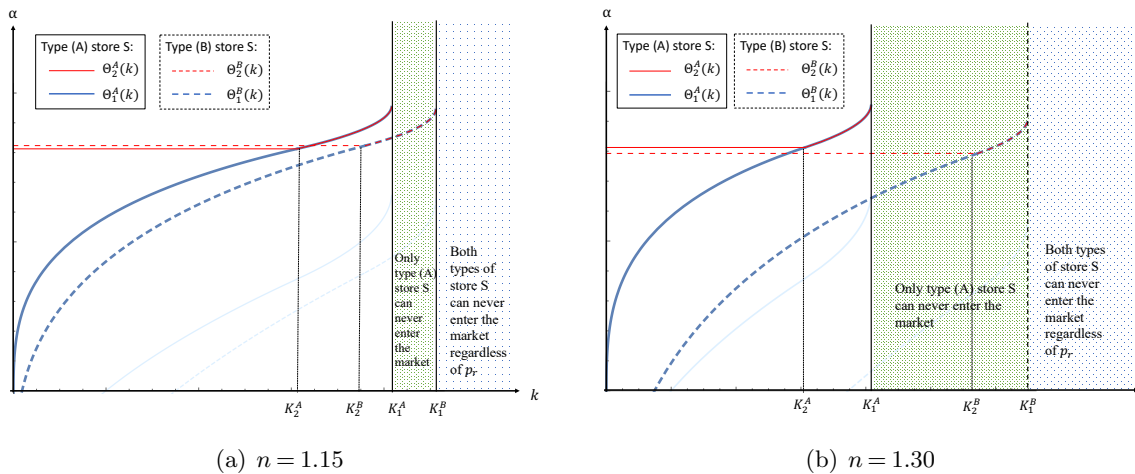 α
Type (A) store S:
Θ₂ᴬ(k)
Θ₁ᴬ(k)
Type (B) store S:
Θ₂ᴮ(k)
Θ₁ᴮ(k)
Only
type (A)
store S
can
never
enter
the
market
Both
types of
store S
can never
enter the
market
regardless
of pᵣ
K₂ᴬ
K₂ᴮ
K₁ᴬ
K₁ᴮ
k
(a) n = 1.15
α
Type (A) store S:
Θ₂ᴬ(k)
Θ₁ᴬ(k)
Type (B) store S:
Θ₂ᴮ(k)
Θ₁ᴮ(k)
Only type (A) store S
can never enter the
market
Both types
of store S
can never
enter the
market
regardless
of pᵣ
K₂ᴬ
K₁ᴬ
K₂ᴮ
K₁ᴮ
(b) n = 1.30